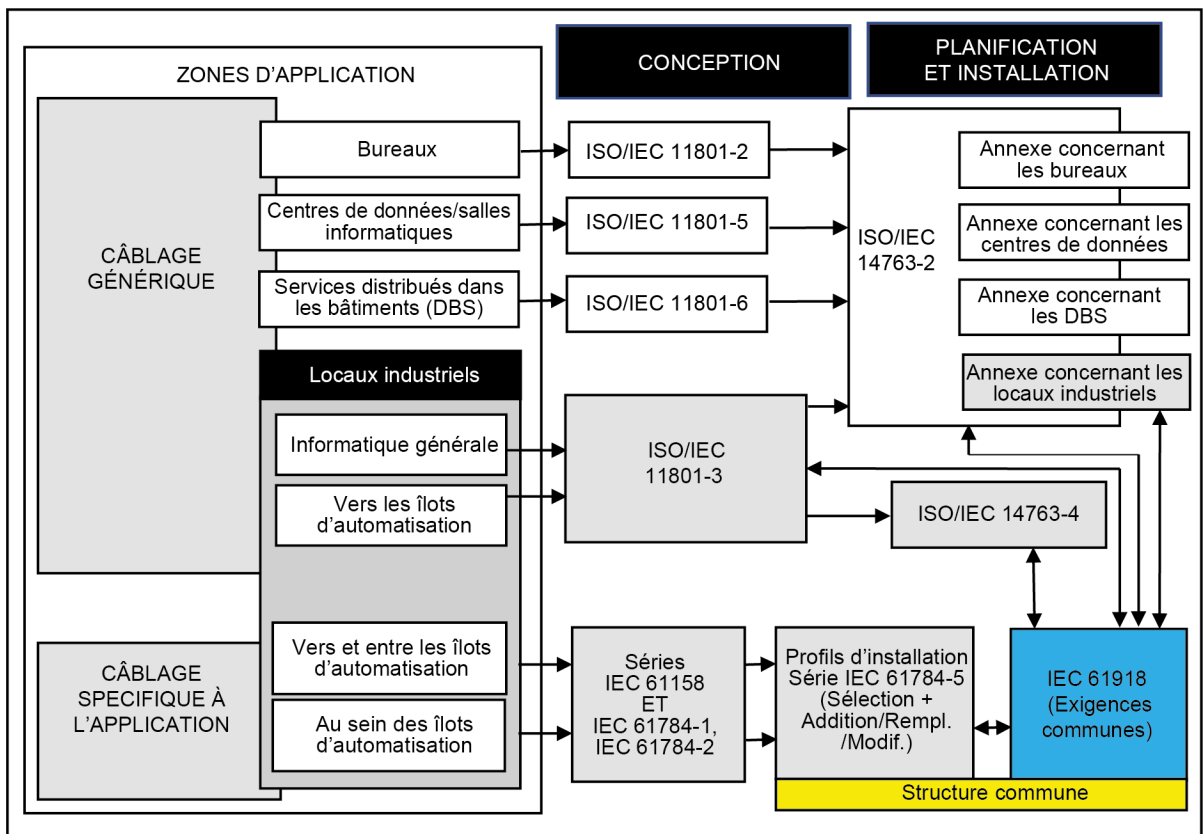 ZONES D'APPLICATION
CONCEPTION
PLANIFICATION
ET INSTALLATION
CÂBLAGE
GÉNÉRIQUE
Bureaux
ISO/IEC 11801-2
Centres de données/salles
informatiques
ISO/IEC 11801-5
Services distribués dans
les bâtiments (DBS)
ISO/IEC 11801-6
ISO/IEC
14763-2
Annexe concernant
les bureaux
Annexe concernant les
centres de données
Annexe concernant
les DBS
Annexe concernant les
locaux industriels
Locaux industriels
Informatique générale
Vers les îlots
d'automatisation
ISO/IEC
11801-3
ISO/IEC 14763-4
CÂBLAGE
SPECIFIQUE À
L'APPLICATION
Vers et entre les îlots
d'automatisation
Au sein des îlots
d'automatisation
Séries
IEC 61158
ET
IEC 61784-1,
IEC 61784-2
Profils d'installation
Série IEC 61784-5
(Sélection +
Addition/Rempl.
/Modif.)
IEC 61918
(Exigences
communes)
Structure commune